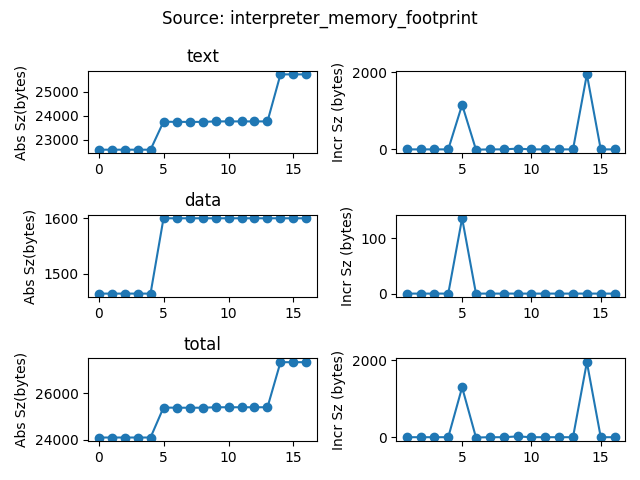 Source: interpreter_memory_footprint
text
Abs Sz(bytes)
25000
24000
23000
0 5 10 15
Incr Sz (bytes)
2000
0
5 10 15
data
Abs Sz(bytes)
1600
1500
0 5 10 15
Incr Sz (bytes)
100
0
5 10 15
total
Abs Sz(bytes)
26000
24000
0 5 10 15
Incr Sz (bytes)
2000
0
5 10 15